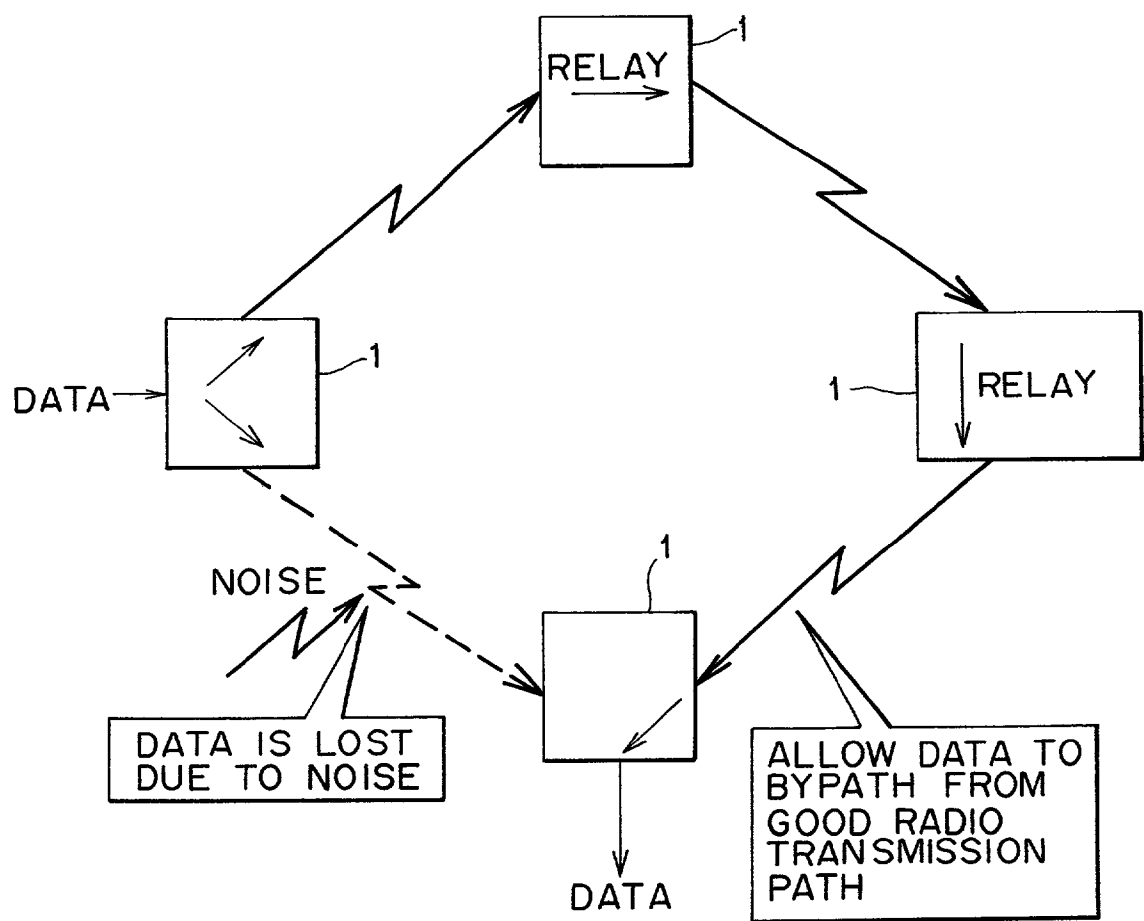 1
RELAY
1
DATA
1
RELAY
NOISE
1
DATA IS LOST
DUE TO NOISE
ALLOW DATA TO
BYPATH FROM
GOOD RADIO
TRANSMISSION
PATH
DATA